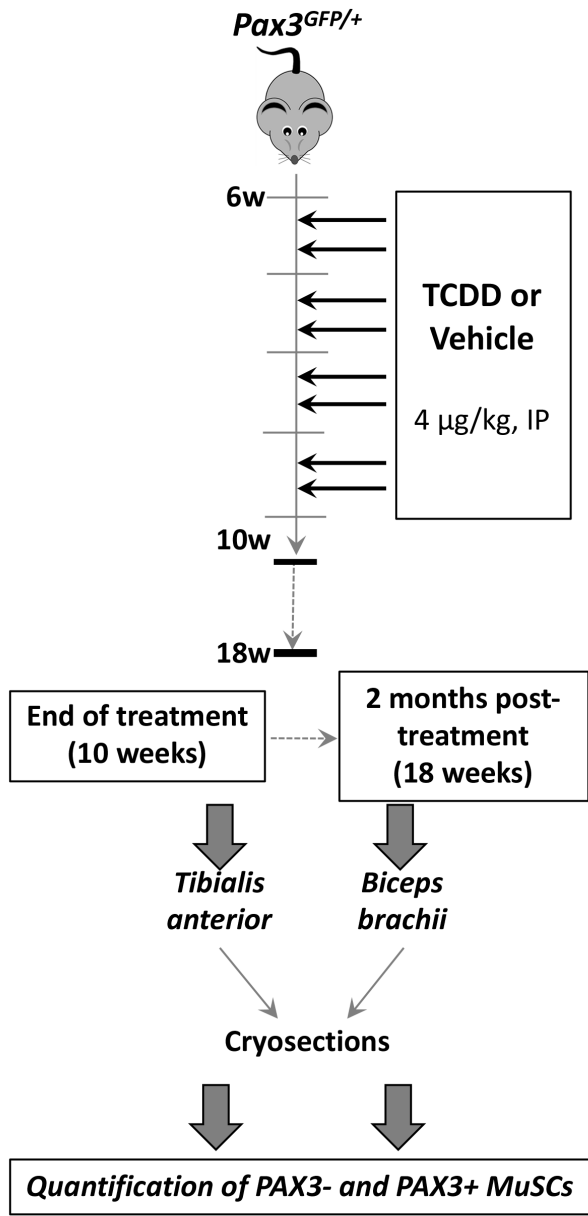 Pax3GFP/+
6w
TCDD or
Vehicle
4 µg/kg, IP
10w
18w
End of treatment
(10 weeks)
2 months post-
treatment
(18 weeks)
Tibialis
anterior
Biceps
brachii
Cryosections
Quantification of PAX3- and PAX3+ MuSCs